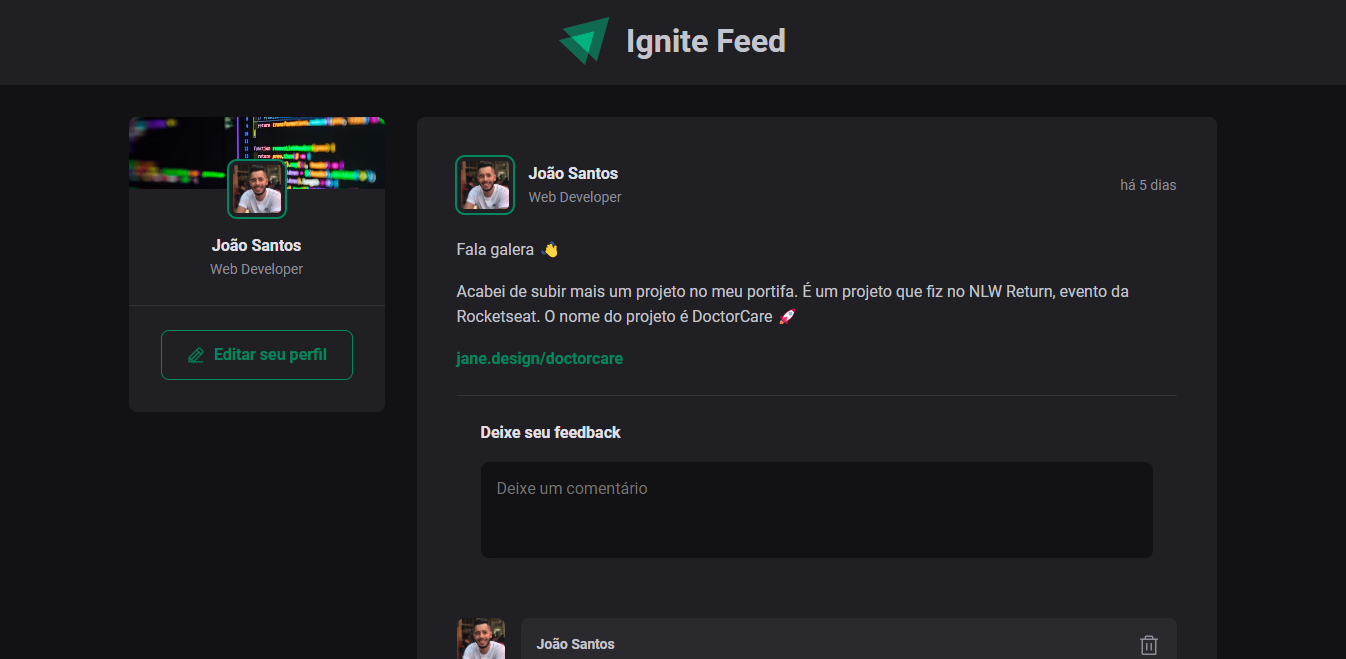 Ignite Feed
João Santos
Web Developer
Editar seu perfil
João Santos
Web Developer
há 5 dias
Fala galera 👋
Acabei de subir mais um projeto no meu portifa. É um projeto que fiz no NLW Return, evento da
Rocketseat. O nome do projeto é DoctorCare 🚀
jane.design/doctorcare
Deixe seu feedback
Deixe um comentário
João Santos